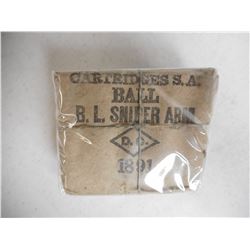 CARTRIDGES S.A.
BALL
B. L. SNIDER ARM
D.C.
1891